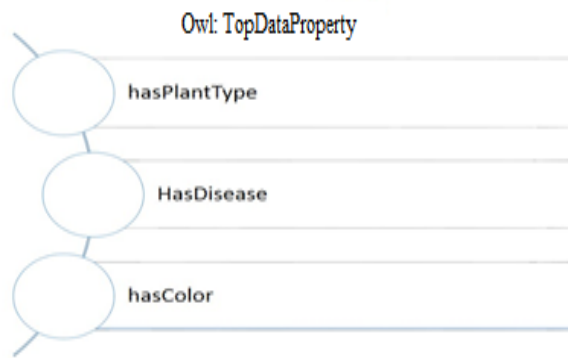 Owl: TopDataProperty
hasPlantType
HasDisease
hasColor